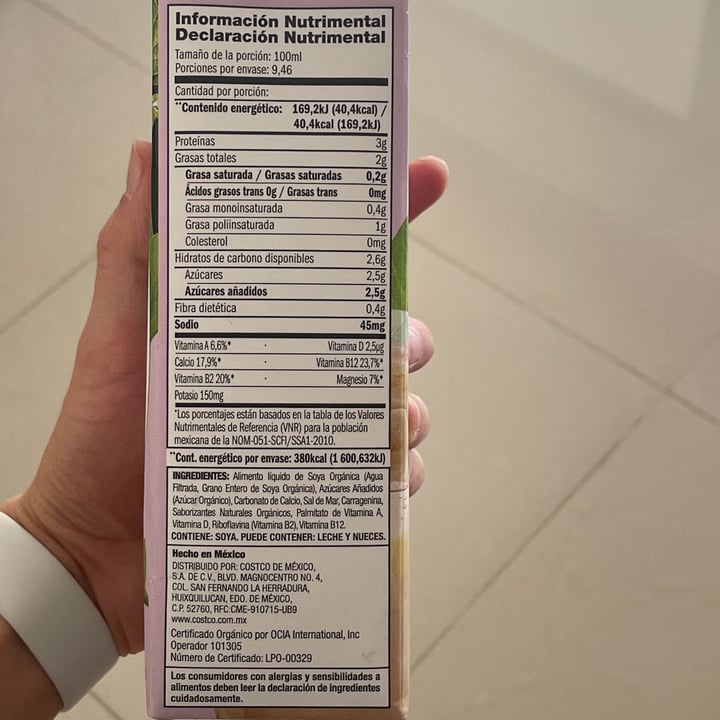 Información Nutrimental
Declaración Nutrimental
Tamaño de la porción: 100ml
Porciones por envase: 9,46
Cantidad por porción:
**Contenido energético: 169,2kJ (40,4kcal) /
40,4kcal (169,2kJ)
Proteínas 3g
Grasas totales 2g
Grasa saturada / Grasas saturadas 0,2g
Ácidos grasos trans 0g / Grasas trans 0mg
Grasa monoinsaturada 0,4g
Grasa poliinsaturada 1g
Colesterol 0mg
Hidratos de carbono disponibles 2,6g
Azúcares 2,5g
Azúcares añadidos 2,5g
Fibra dietética 0,4g
Sodio 45mg
Vitamina A 6,6%* · Vitamina D 2,5µg
Calcio 17,9%* · Vitamina B12 23,7%*
Vitamina B2 20%* · Magnesio 7%*
Potasio 150mg
*Los porcentajes están basados en la tabla de los Valores
Nutrimentales de Referencia (VNR) para la población
mexicana de la NOM-051-SCFI/SSA1-2010.
**Cont. energético por envase: 380kcal (1 600,632kJ)
INGREDIENTES: Alimento líquido de Soya Orgánica (Agua
Filtrada, Grano Entero de Soya Orgánica), Azúcares Añadidos
(Azúcar Orgánico), Carbonato de Calcio, Sal de Mar, Carragenina,
Saborizantes Naturales Orgánicos, Palmitato de Vitamina A,
Vitamina D, Riboflavina (Vitamina B2), Vitamina B12.
CONTIENE: SOYA. PUEDE CONTENER: LECHE Y NUECES.
Hecho en México
DISTRIBUIDO POR: COSTCO DE MÉXICO,
S.A. DE C.V., BLVD. MAGNOCENTRO NO. 4,
COL. SAN FERNANDO LA HERRADURA,
HUIXQUILUCAN, EDO. DE MÉXICO,
C.P. 52760, RFC:CME-910715-UB9
www.costco.com.mx
Certificado Orgánico por OCIA International, Inc
Operador 101305
Número de Certificado: LPO-00329
Los consumidores con alergias y sensibilidades a
alimentos deben leer la declaración de ingredientes
cuidadosamente.